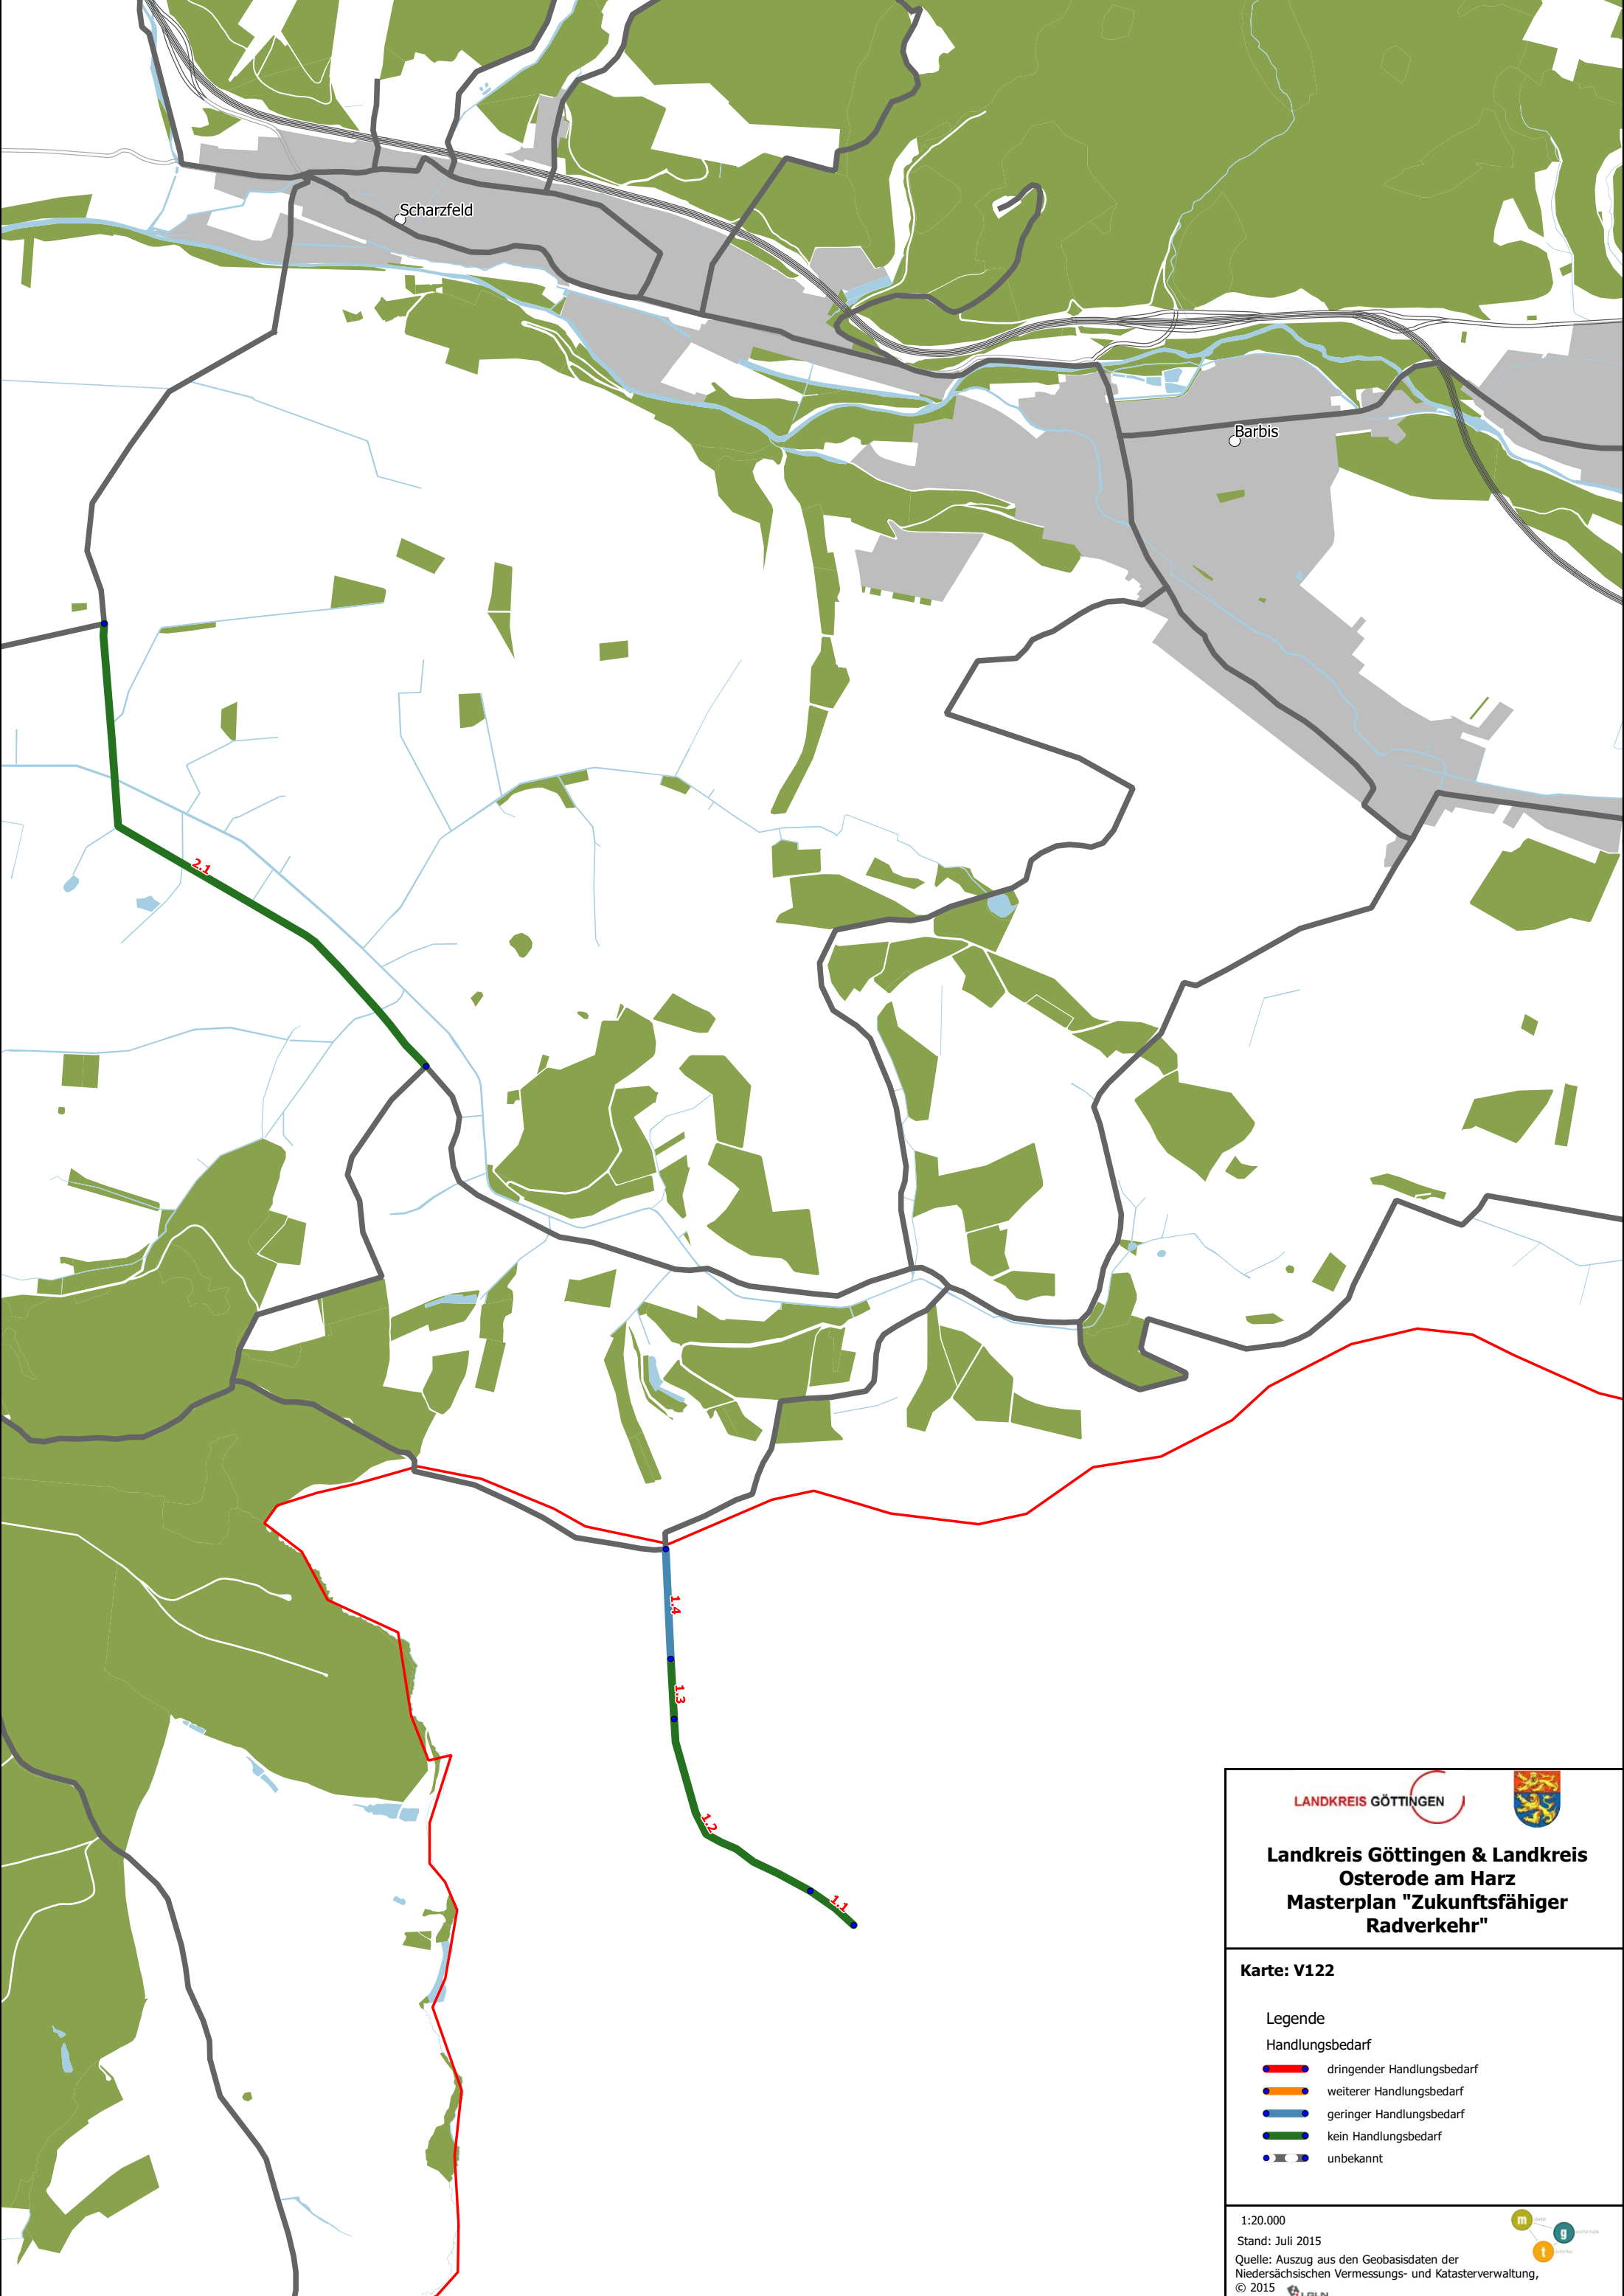 Scharzfeld
Barbis
2.1
1.4
1.3
1.2
1.1
LANDKREIS GÖTTINGEN
Landkreis Göttingen & Landkreis
Osterode am Harz
Masterplan "Zukunftsfähiger
Radverkehr"
Karte: V122
Legende
Handlungsbedarf
dringender Handlungsbedarf
weiterer Handlungsbedarf
geringer Handlungsbedarf
kein Handlungsbedarf
unbekannt
1:20.000
m
g
t
Stand: Juli 2015
Quelle: Auszug aus den Geobasisdaten der
Niedersächsischen Vermessungs- und Katasterverwaltung,
© 2015 LGLN